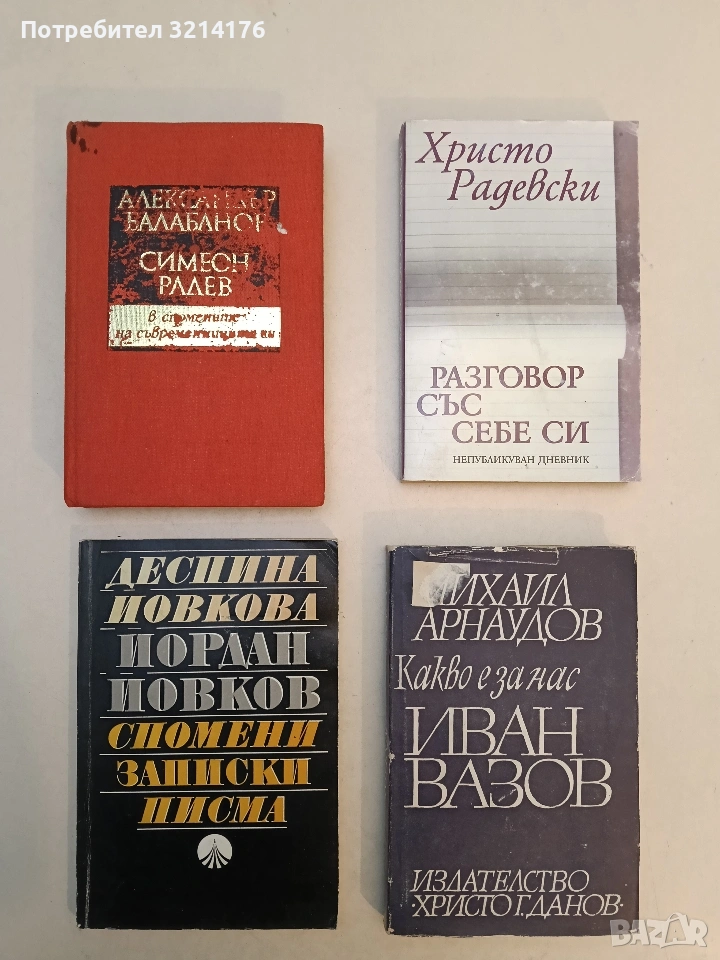 Потребител 3214176
АЛЕКСАНДЪР
БАЛАБАНОВ
СИМЕОН
РАДЕВ
в спомените
на съвременниците си
Христо
Радевски
РАЗГОВОР
СЪС
СЕБЕ СИ
НЕПУБЛИКУВАН ДНЕВНИК
ДЕСПИНА
ЙОВКОВА
ЙОРДАН
ЙОВКОВ
СПОМЕНИ
ЗАПИСКИ
ПИСМА
МИХАИЛ
АРНАУДОВ
Какво е за нас
ИВАН
ВАЗОВ
ИЗДАТЕЛСТВО
·ХРИСТО Г. ДАНОВ·
BAZAR